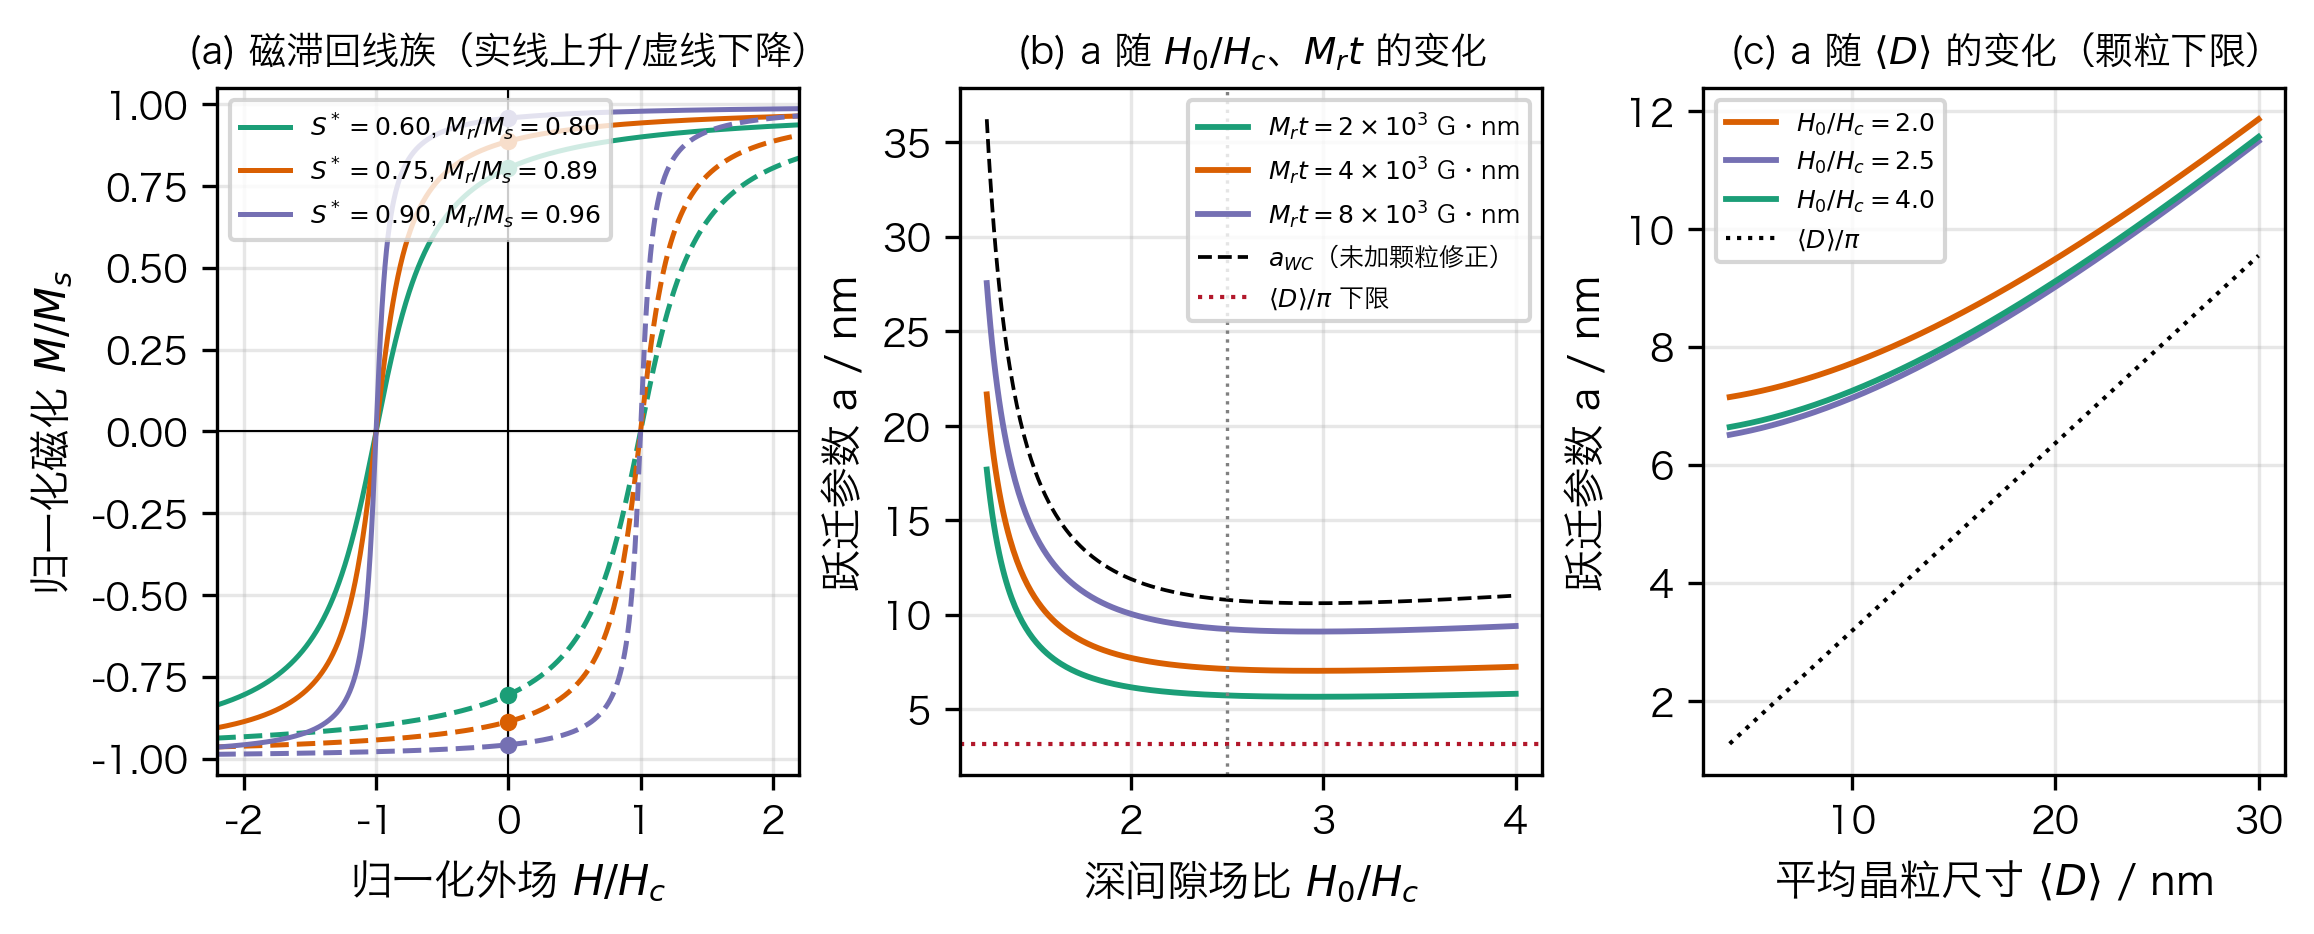 (a) 磁滞回线族（实线上升/虚线下降）
1.00
0.75
0.50
0.25
0.00
-0.25
-0.50
-0.75
-1.00
归一化磁化 M/Mₛ
S* = 0.60, Mᵣ/Mₛ = 0.80
S* = 0.75, Mᵣ/Mₛ = 0.89
S* = 0.90, Mᵣ/Mₛ = 0.96
-2 -1 0 1 2
归一化外场 H/H_c
(b) a 随 H₀/H_c、Mᵣt 的变化
35
30
25
20
15
10
5
跃迁参数 a / nm
Mᵣt = 2 × 10³ G·nm
Mᵣt = 4 × 10³ G·nm
Mᵣt = 8 × 10³ G·nm
a_WC（未加颗粒修正）
⟨D⟩/π 下限
2 3 4
深间隙场比 H₀/H_c
(c) a 随 ⟨D⟩ 的变化（颗粒下限）
12
10
8
6
4
2
跃迁参数 a / nm
H₀/H_c = 2.0
H₀/H_c = 2.5
H₀/H_c = 4.0
⟨D⟩/π
10 20 30
平均晶粒尺寸 ⟨D⟩ / nm